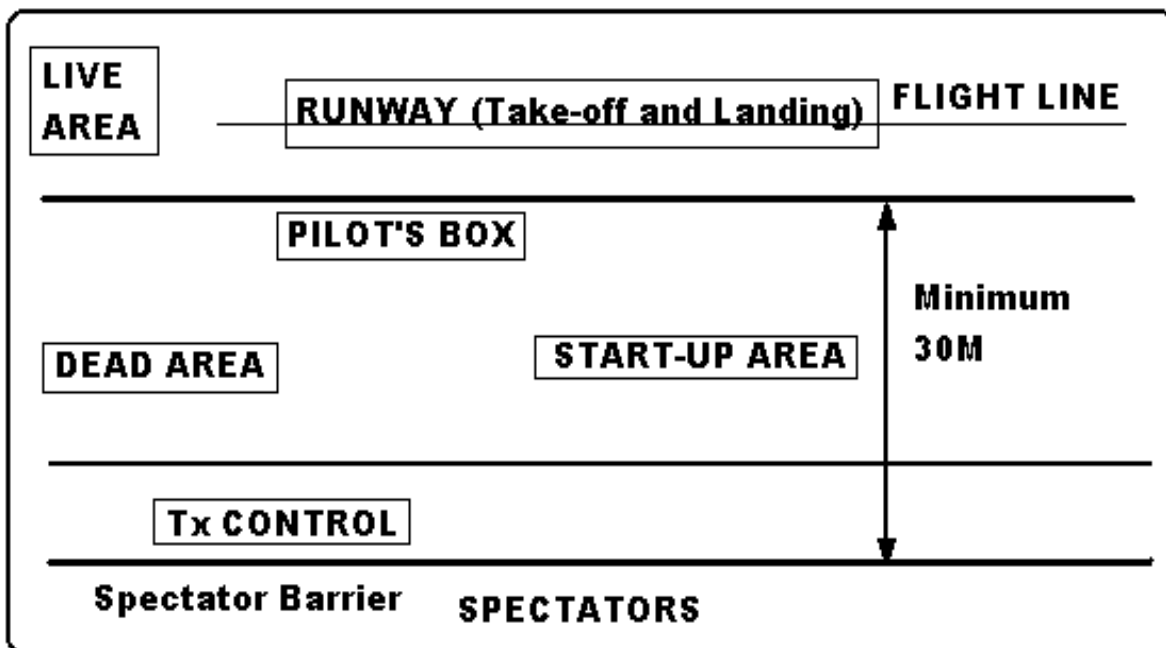 LIVE
AREA
RUNWAY (Take-off and Landing)
FLIGHT LINE
PILOT'S BOX
Minimum
30M
DEAD AREA
START-UP AREA
Tx CONTROL
Spectator Barrier
SPECTATORS